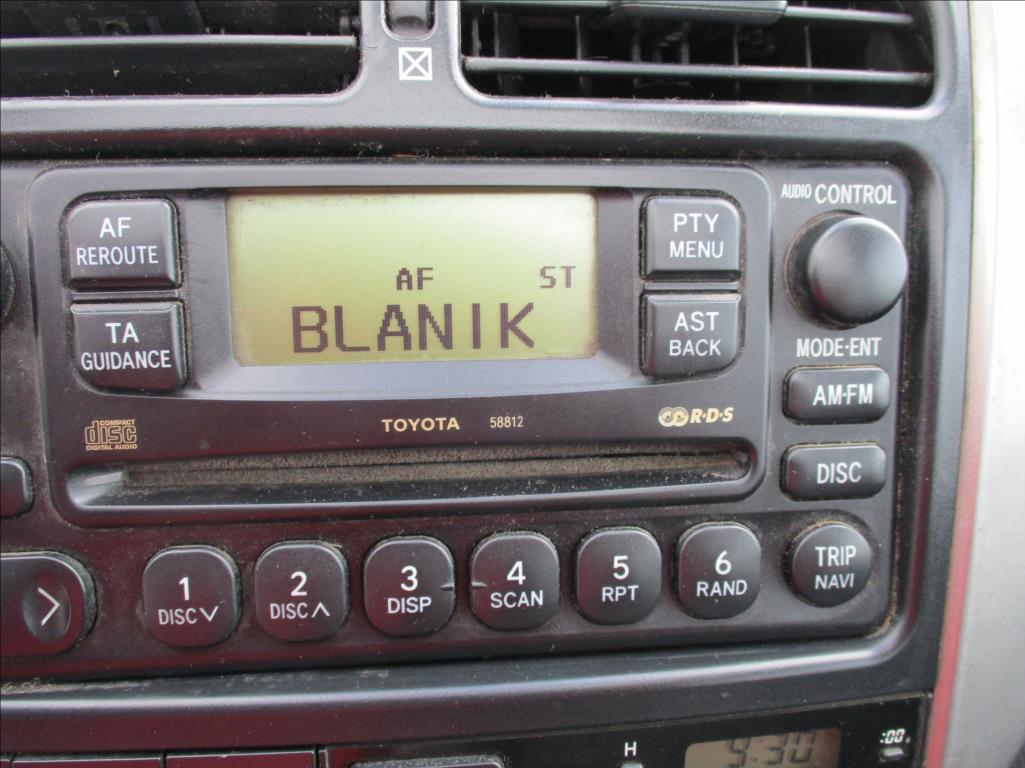 AUDIO CONTROL
AF
REROUTE
PTY
MENU
AF ST
BLANIK
TA
GUIDANCE
AST
BACK
MODE·ENT
AM·FM
COMPACT
disc
DIGITAL AUDIO
TOYOTA 58812
R·D·S
DISC
1
DISC
2
DISC
3
DISP
4
SCAN
5
RPT
6
RAND
TRIP
NAVI
H
:00
9:30